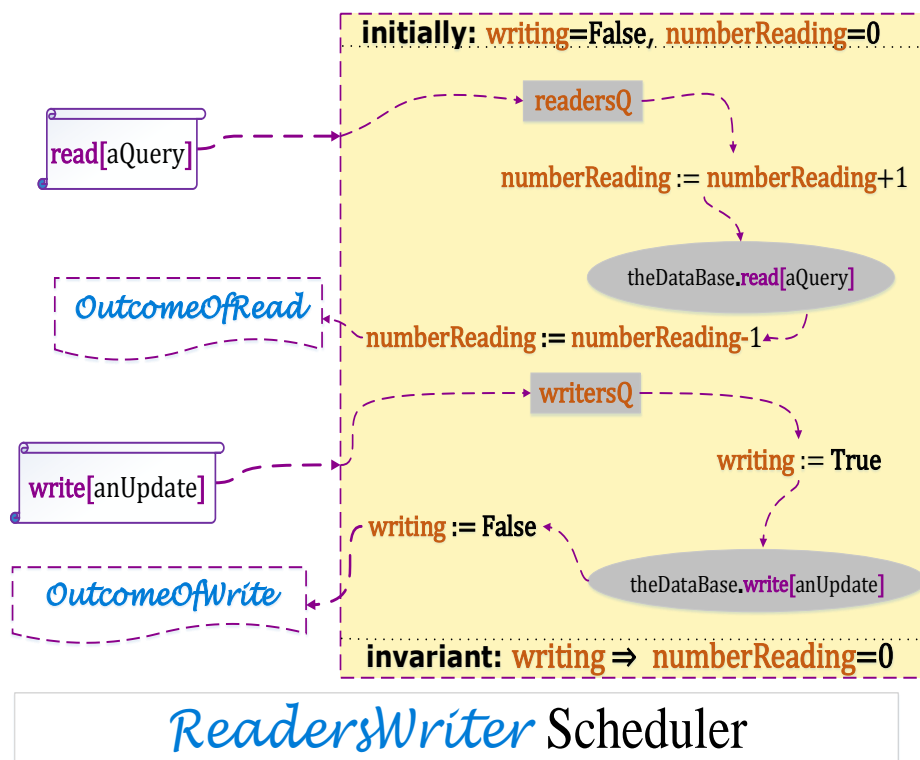 initially: writing=False, numberReading=0
readersQ
read[aQuery]
numberReading := numberReading+1
theDataBase.read[aQuery]
OutcomeOfRead
numberReading := numberReading-1
writersQ
writing := True
write[anUpdate]
writing := False
theDataBase.write[anUpdate]
OutcomeOfWrite
invariant: writing ⇒ numberReading=0
ReadersWriter Scheduler